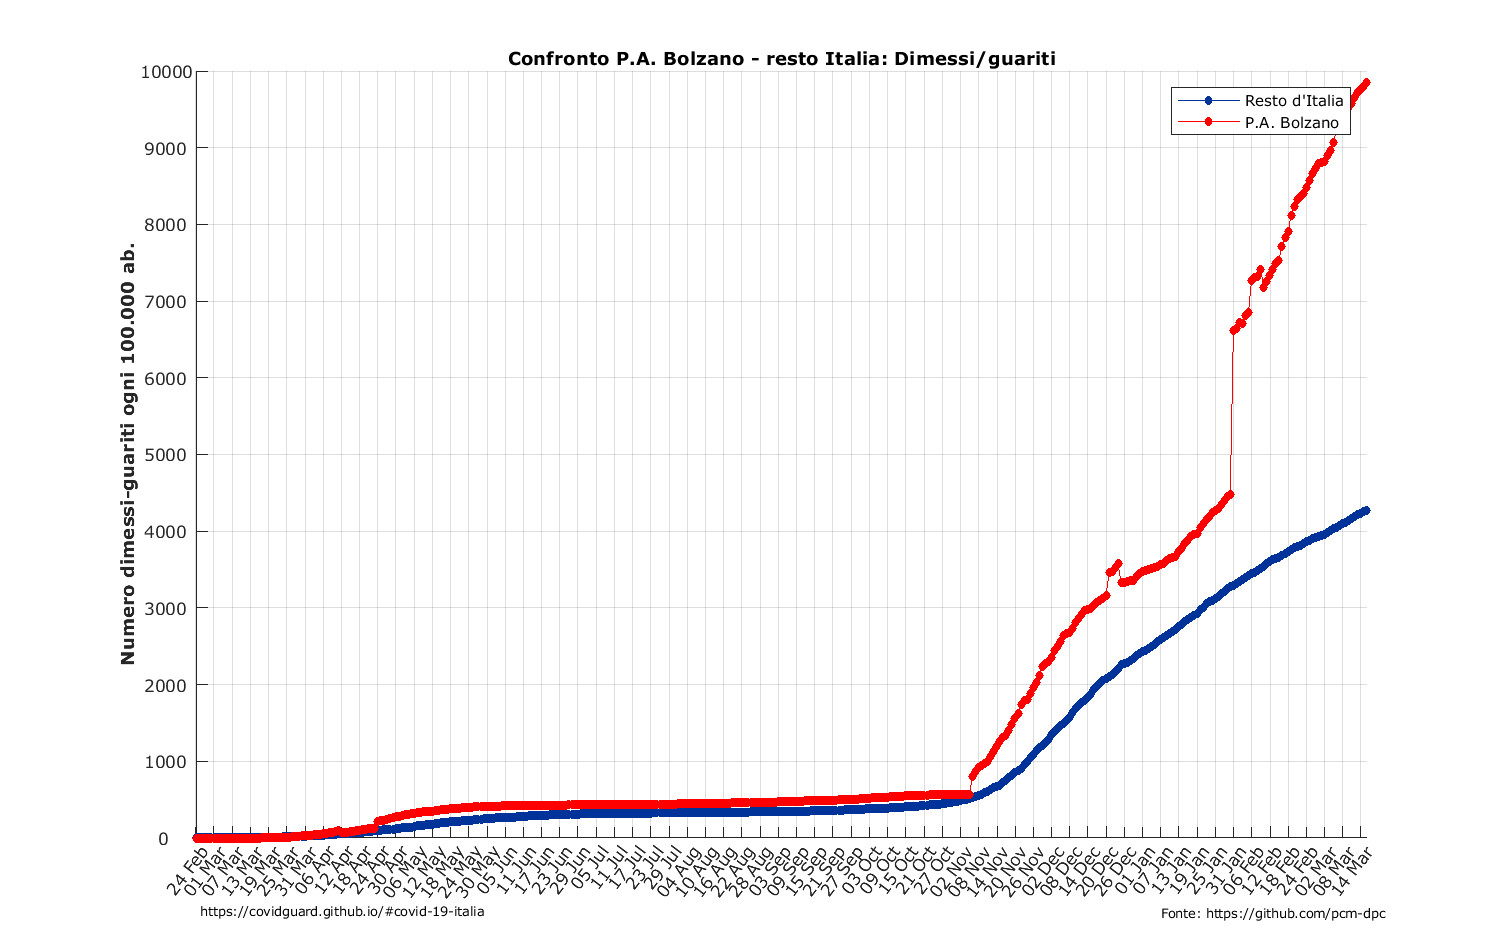 Confronto P.A. Bolzano - resto Italia: Dimessi/guariti
Resto d'Italia
P.A. Bolzano
Numero dimessi-guariti ogni 100.000 ab.
10000
9000
8000
7000
6000
5000
4000
3000
2000
1000
0
24 Feb
01 Mar
07 Mar
13 Mar
19 Mar
25 Mar
31 Mar
06 Apr
12 Apr
18 Apr
24 Apr
30 Apr
06 May
12 May
18 May
24 May
30 May
05 Jun
11 Jun
17 Jun
23 Jun
29 Jun
05 Jul
11 Jul
17 Jul
23 Jul
29 Jul
04 Aug
10 Aug
16 Aug
22 Aug
28 Aug
03 Sep
09 Sep
15 Sep
21 Sep
27 Sep
03 Oct
09 Oct
15 Oct
21 Oct
27 Oct
02 Nov
08 Nov
14 Nov
20 Nov
26 Nov
02 Dec
08 Dec
14 Dec
20 Dec
26 Dec
01 Jan
07 Jan
13 Jan
19 Jan
25 Jan
31 Jan
06 Feb
12 Feb
18 Feb
24 Feb
02 Mar
08 Mar
14 Mar
https://covidguard.github.io/#covid-19-italia
Fonte: https://github.com/pcm-dpc